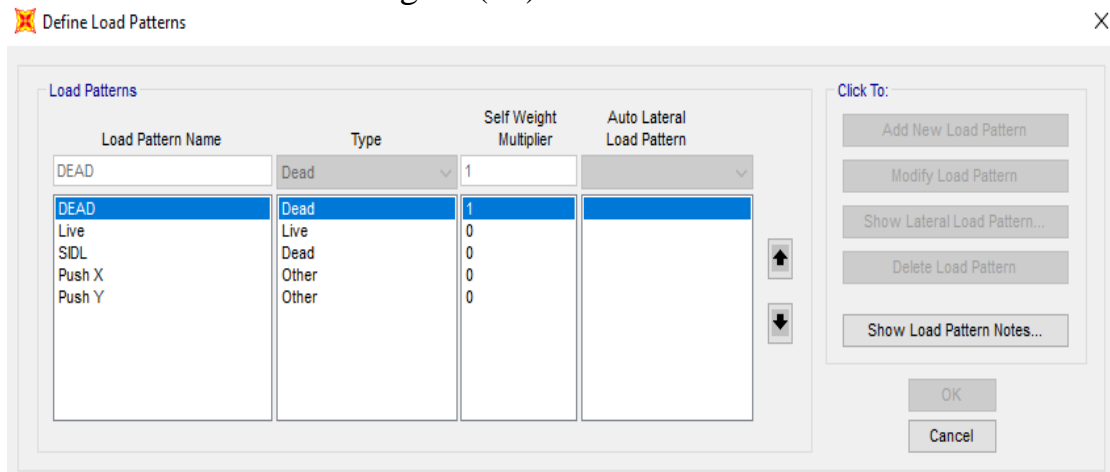 Define Load Patterns
Load Patterns
Load Pattern Name Type Self Weight Multiplier Auto Lateral Load Pattern
DEAD Dead 1
DEAD Dead 1
Live Live 0
SIDL Dead 0
Push X Other 0
Push Y Other 0
Click To:
Add New Load Pattern
Modify Load Pattern
Show Lateral Load Pattern...
Delete Load Pattern
Show Load Pattern Notes...
OK
Cancel